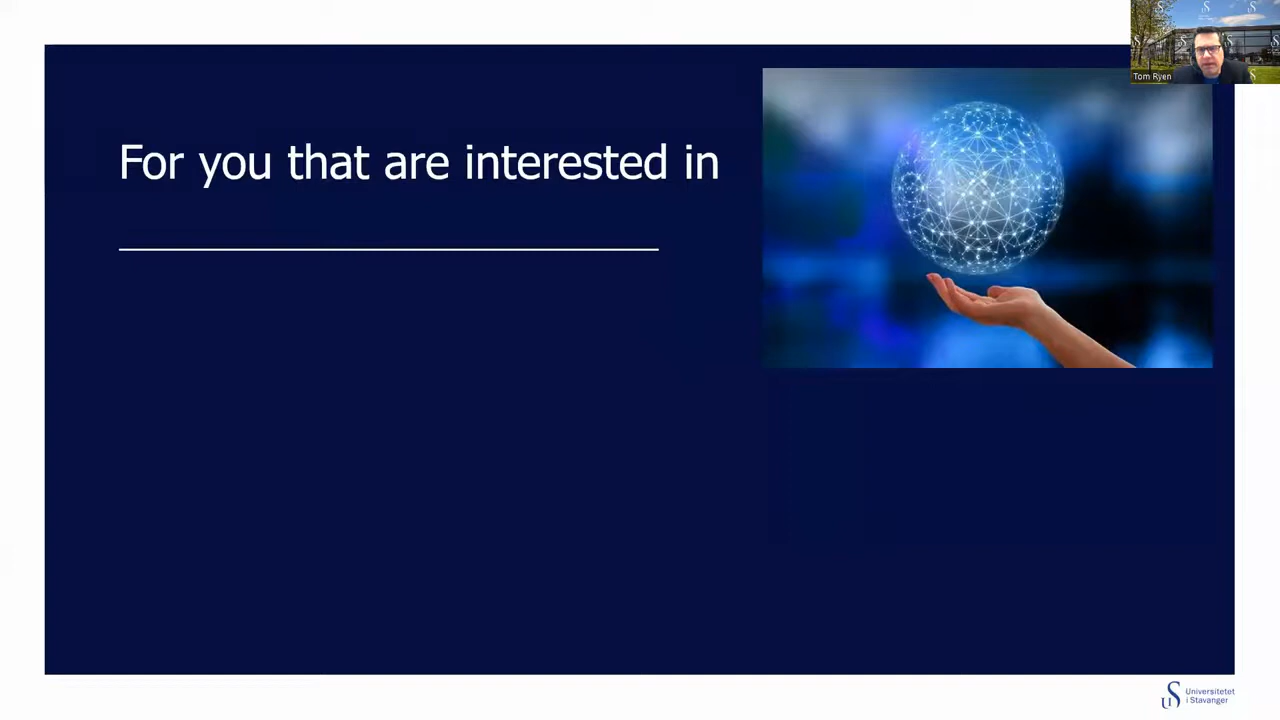 Tom Ryen
For you that are interested in
Universitetet
i Stavanger